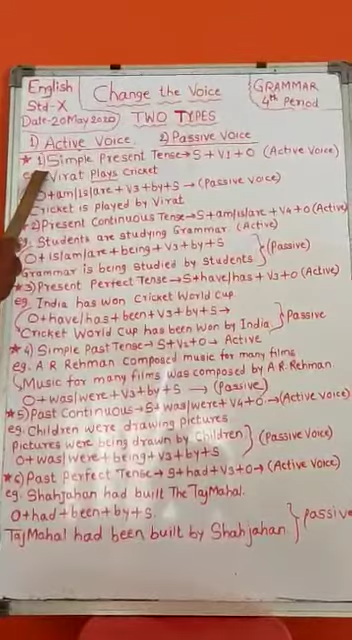 English
Std-X
Date-20May2020
Change the Voice
GRAMMAR
4th Period
TWO TYPES
1) Active Voice 2) Passive Voice
★ 1) Simple Present Tense→S+V1+O (Active Voice)
Virat Plays Cricket
O+am/is/are+V3+by+S→(Passive voice)
Cricket is played by Virat
*2) Present Continuous Tense→S+am/is/are+V4+O (Active)
Students are studying Grammar (Active)
O+is/am/are+being+V3+by+S
Grammar is being studied by Students } (Passive)
*3) Present Perfect Tense→S+have/has+V3+O (Active)
eg. India has won Cricket World Cup
O+have/has+been+V3+by+S→
Cricket World Cup has been won by India } Passive
*4) Simple Past Tense→S+V2+O→Active
eg. A R Rehman composed music for many films
Music for many films was composed by A.R. Rehman
O+was/were+V3+by+S → (Passive)
*5) Past Continuous→S+was/were+V4+O→(Active voice)
eg. Children were drawing pictures
Pictures were being drawn by Children
O+was/were+being+V3+by+S } (Passive Voice)
*6) Past Perfect Tense→S+had+V3+O→(Active Voice)
eg. Shahjahan had built The TajMahal.
O+had+been+by+S.
TajMahal had been built by Shahjahan } Passive